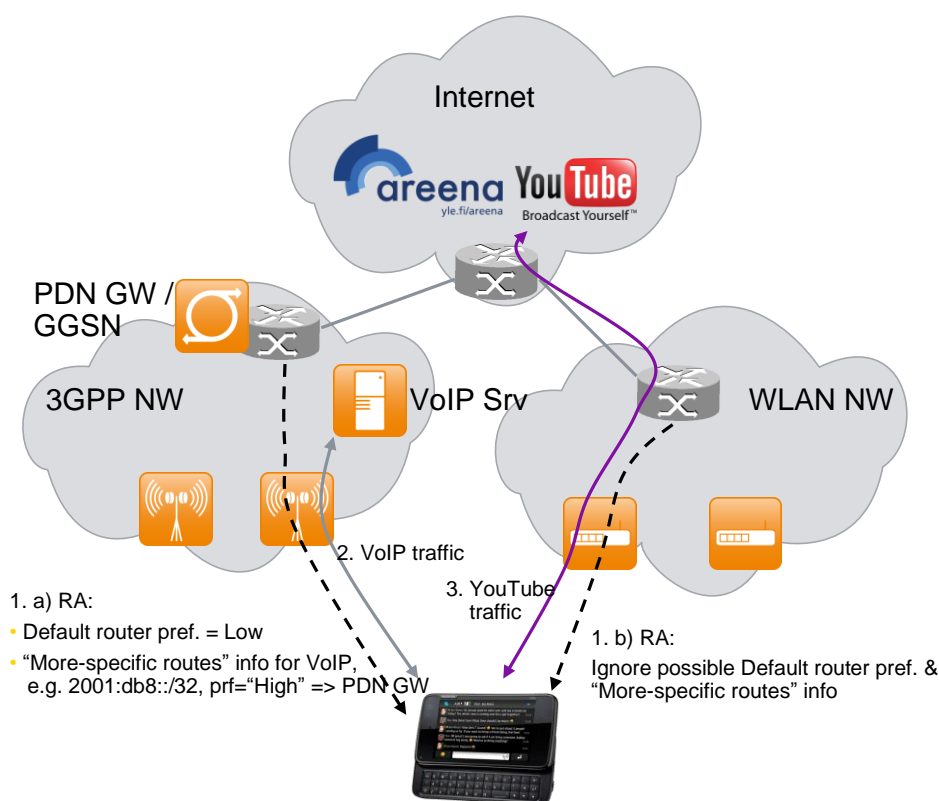 Internet
areena
yle.fi/areena
YouTube
Broadcast Yourself™
PDN GW /
GGSN
3GPP NW
VoIP Srv
WLAN NW
2. VoIP traffic
3. YouTube
traffic
1. a) RA:
• Default router pref. = Low
• “More-specific routes” info for VoIP,
e.g. 2001:db8::/32, prf=“High” => PDN GW
1. b) RA:
Ignore possible Default router pref. &
“More-specific routes” info